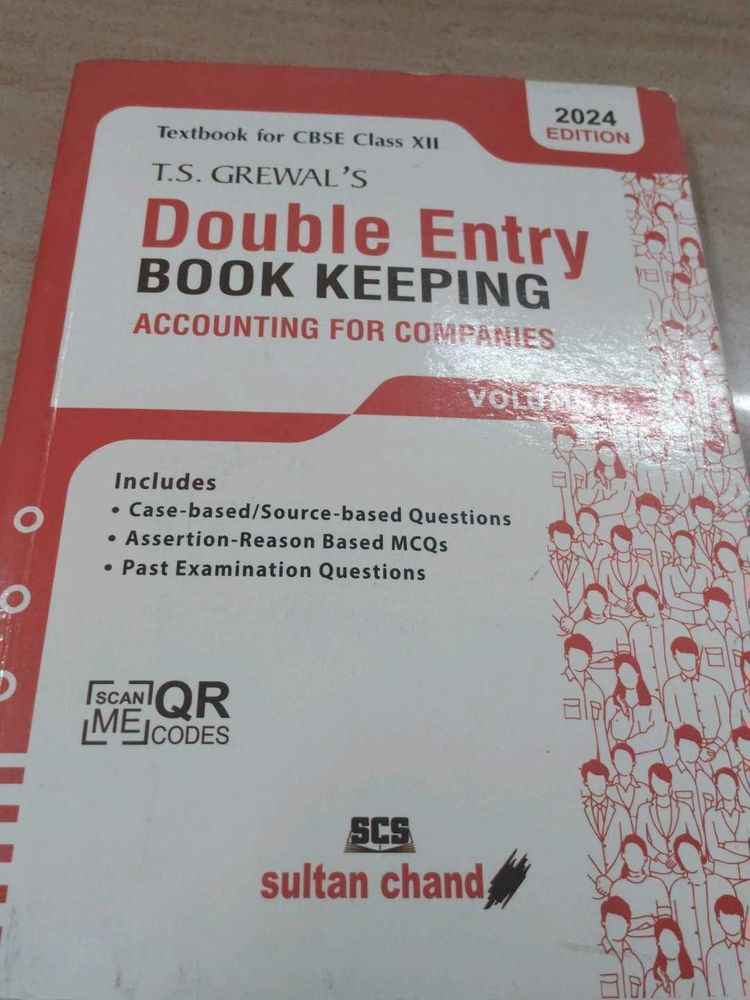 2024
EDITION
Textbook for CBSE Class XII
T.S. GREWAL'S
Double Entry
BOOK KEEPING
ACCOUNTING FOR COMPANIES
VOLUME
Includes
• Case-based/Source-based Questions
• Assertion-Reason Based MCQs
• Past Examination Questions
SCAN
ME
QR
CODES
SCS
sultan chand